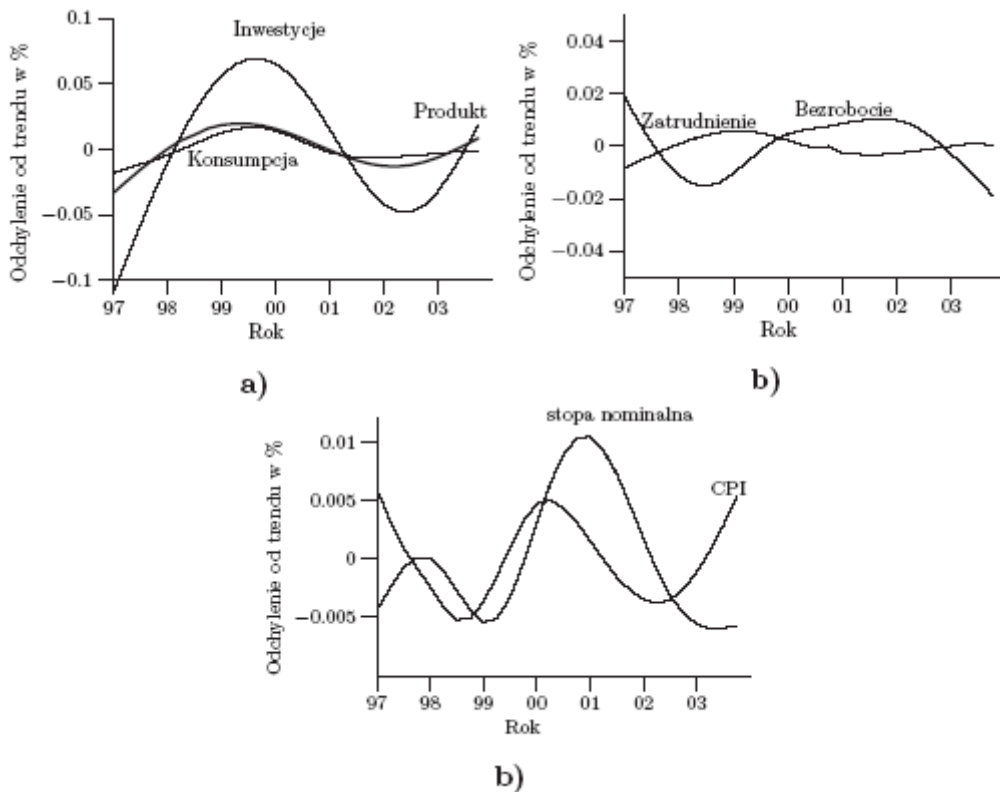 Odchylenie od trendu w %
0.1
0.05
0
−0.05
−0.1
Inwestycje
Produkt
Konsumpcja
97 98 99 00 01 02 03
Rok
a)
Odchylenie od trendu w %
0.04
0.02
0
−0.02
−0.04
Zatrudnienie
Bezrobocie
97 98 99 00 01 02 03
Rok
b)
Odchylenie od trendu w %
0.01
0.005
0
−0.005
stopa nominalna
CPI
97 98 99 00 01 02 03
Rok
b)